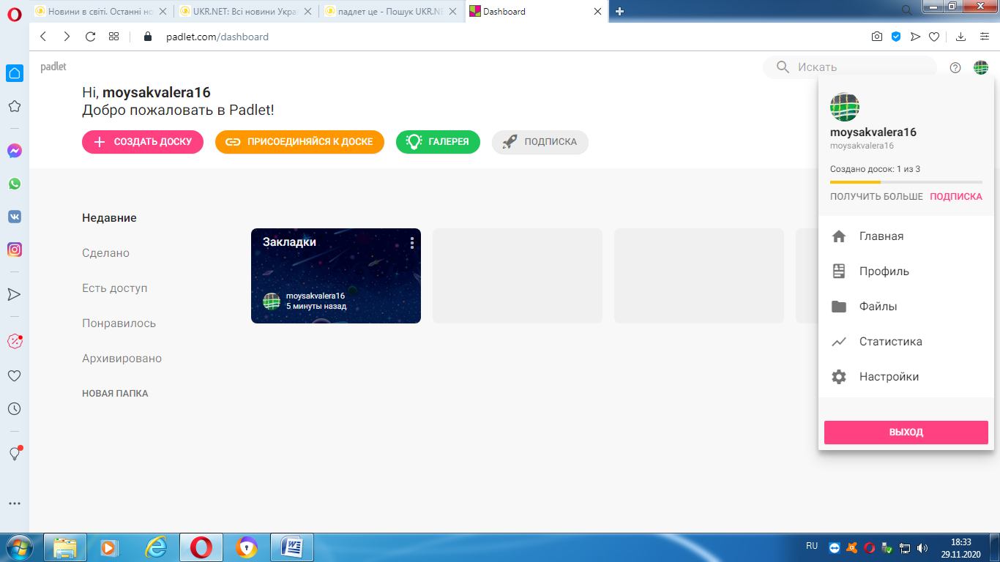 Новини в світі. Останні но
UKR.NET: Всі новини Украї
падлет це - Пошук UKR.NE
Dashboard
padlet.com/dashboard
padlet
Искать
Hi, moysakvalera16
Добро пожаловать в Padlet!
СОЗДАТЬ ДОСКУ
ПРИСОЕДИНЯЙСЯ К ДОСКЕ
ГАЛЕРЕЯ
ПОДПИСКА
Недавние
Сделано
Есть доступ
Понравилось
Архивировано
НОВАЯ ПАПКА
Закладки
moysakvalera16
5 минуты назад
moysakvalera16
moysakvalera16
Создано досок: 1 из 3
ПОЛУЧИТЬ БОЛЬШЕ ПОДПИСКА
Главная
Профиль
Файлы
Статистика
Настройки
ВЫХОД
RU
18:33
29.11.2020